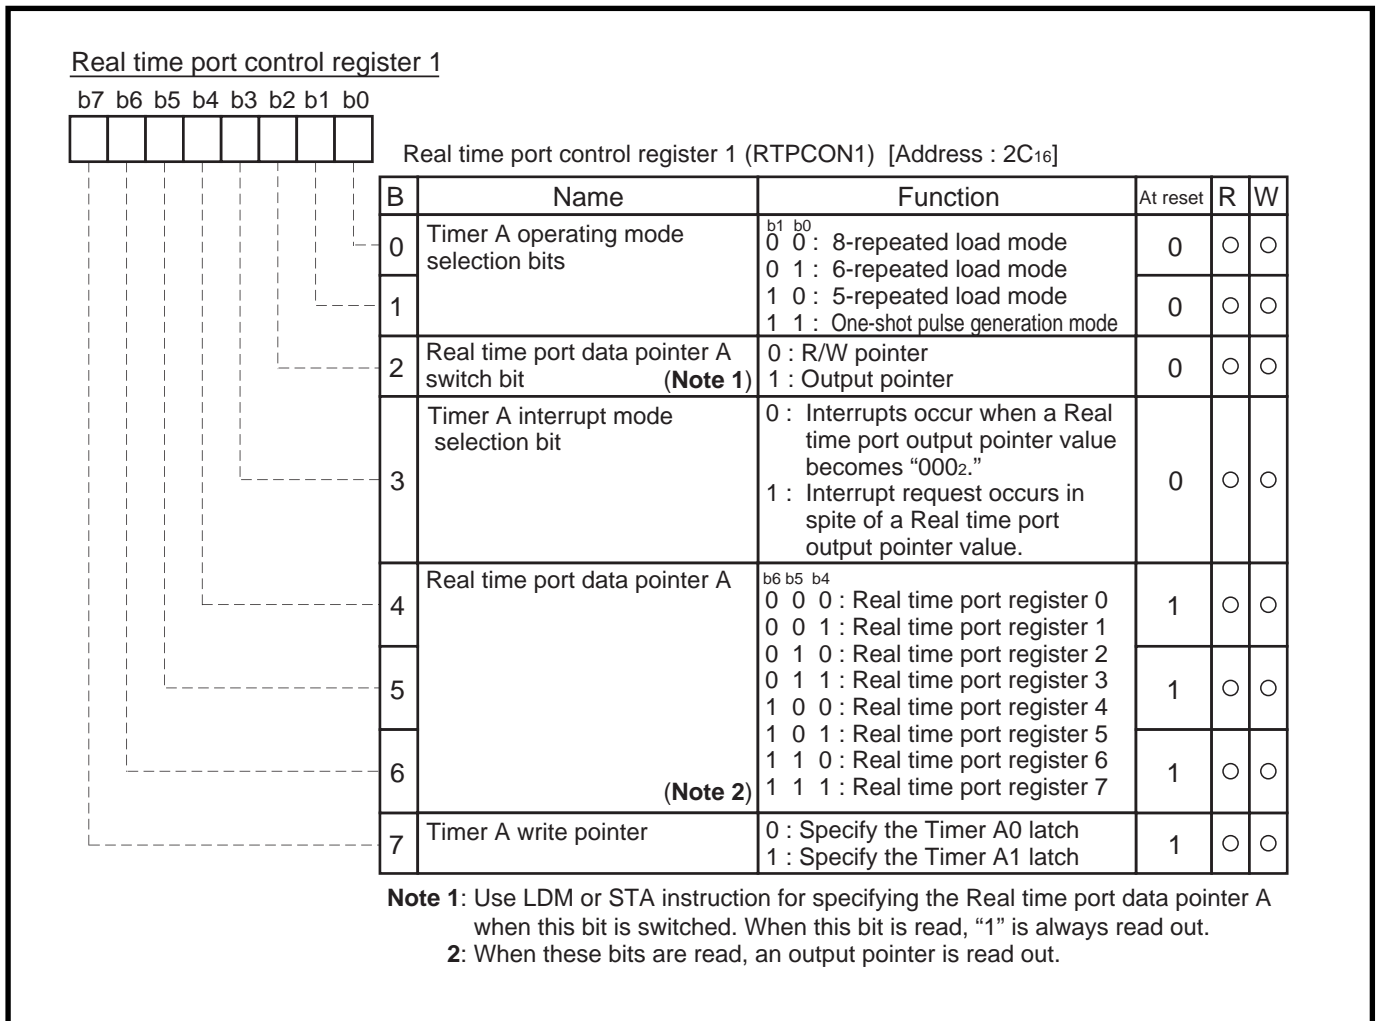 Real time port control register 1
b7 b6 b5 b4 b3 b2 b1 b0
Real time port control register 1 (RTPCON1) [Address : 2C16]
B Name Function At reset R W
0 Timer A operating mode selection bits
b1 b0
0 0 : 8-repeated load mode
0 1 : 6-repeated load mode
1 0 : 5-repeated load mode
1 1 : One-shot pulse generation mode
0 ○ ○
1 0 ○ ○
2 Real time port data pointer A
switch bit (Note 1)
0 : R/W pointer
1 : Output pointer
0 ○ ○
3 Timer A interrupt mode
selection bit
0 : Interrupts occur when a Real
time port output pointer value
becomes “0002.”
1 : Interrupt request occurs in
spite of a Real time port
output pointer value.
0 ○ ○
4 Real time port data pointer A
b6 b5 b4
0 0 0 : Real time port register 0
0 0 1 : Real time port register 1
0 1 0 : Real time port register 2
0 1 1 : Real time port register 3
1 0 0 : Real time port register 4
1 0 1 : Real time port register 5
1 1 0 : Real time port register 6
1 1 1 : Real time port register 7
1 ○ ○
5 1 ○ ○
6 (Note 2) 1 ○ ○
7 Timer A write pointer
0 : Specify the Timer A0 latch
1 : Specify the Timer A1 latch
1 ○ ○
Note 1: Use LDM or STA instruction for specifying the Real time port data pointer A
when this bit is switched. When this bit is read, “1” is always read out.
2: When these bits are read, an output pointer is read out.